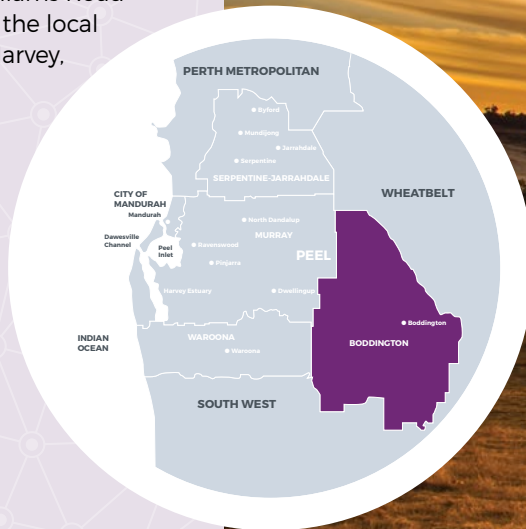 the local
arvey,
PERTH METROPOLITAN
Byford
Mundijong
Jarrahdale
Serpentine
SERPENTINE-JARRAHDALE
CITY OF
MANDURAH
Mandurah
WHEATBELT
Dawesville
Channel
Peel
Inlet
North Dandalup
MURRAY
Ravenswood
PEEL
Pinjarra
Harvey Estuary
Dwellingup
Boddington
INDIAN
OCEAN
WAROONA
BODDINGTON
Waroona
SOUTH WEST